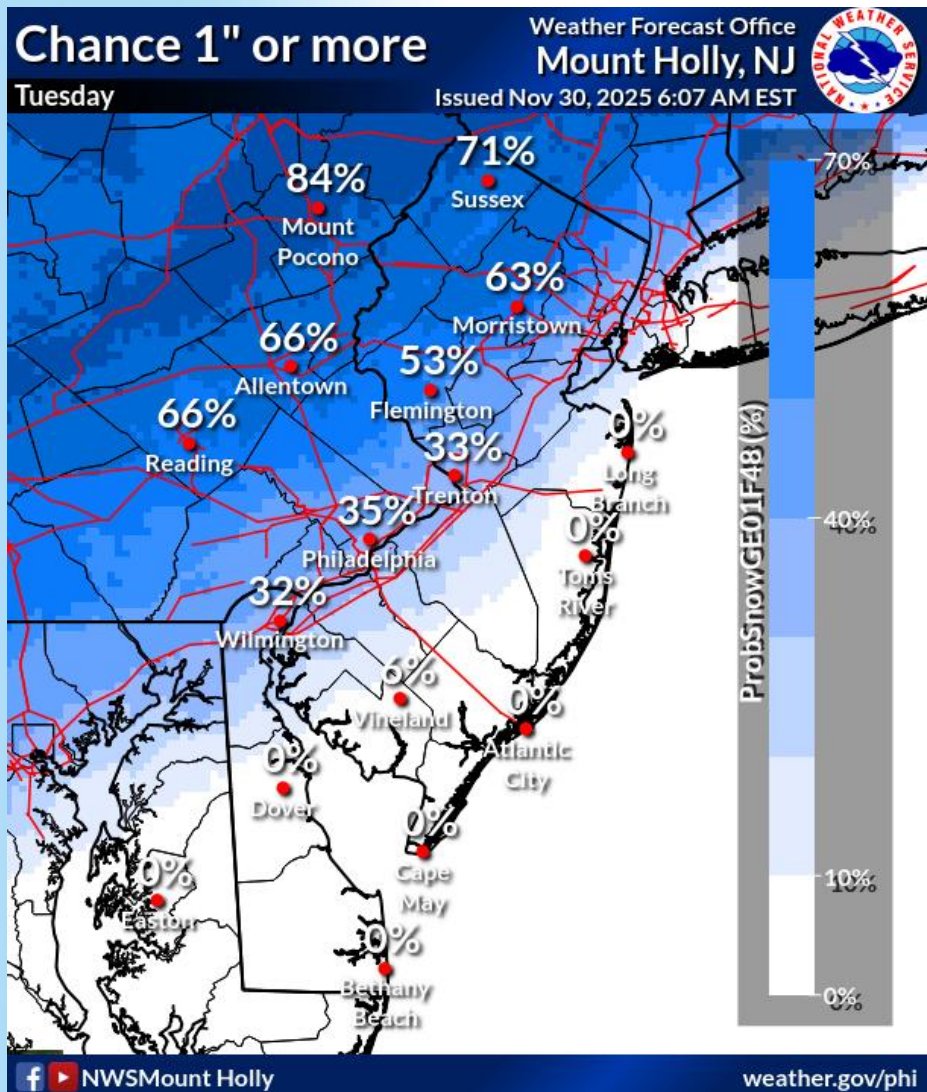 Chance 1" or more
Tuesday
Weather Forecast Office
Mount Holly, NJ
Issued Nov 30, 2025 6:07 AM EST
NATIONAL WEATHER SERVICE
84%
Mount
Pocono
71%
Sussex
63%
Morristown
66%
Allentown
53%
Flemington
66%
Reading
33%
Trenton
0%
Long
Branch
35%
Philadelphia
0%
Toms
River
32%
Wilmington
6%
Vineland
0%
Atlantic
City
0%
Dover
0%
Cape
May
0%
Easton
0%
Bethany
Beach
ProbSnowGE01F48 (%)
70%
40%
10%
0%
NWSMount Holly
weather.gov/phi